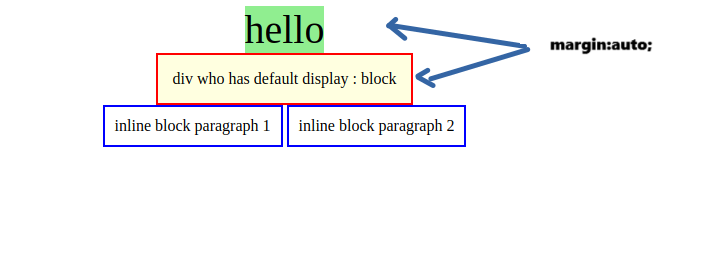 hello
margin:auto;
div who has default display : block
inline block paragraph 1
inline block paragraph 2